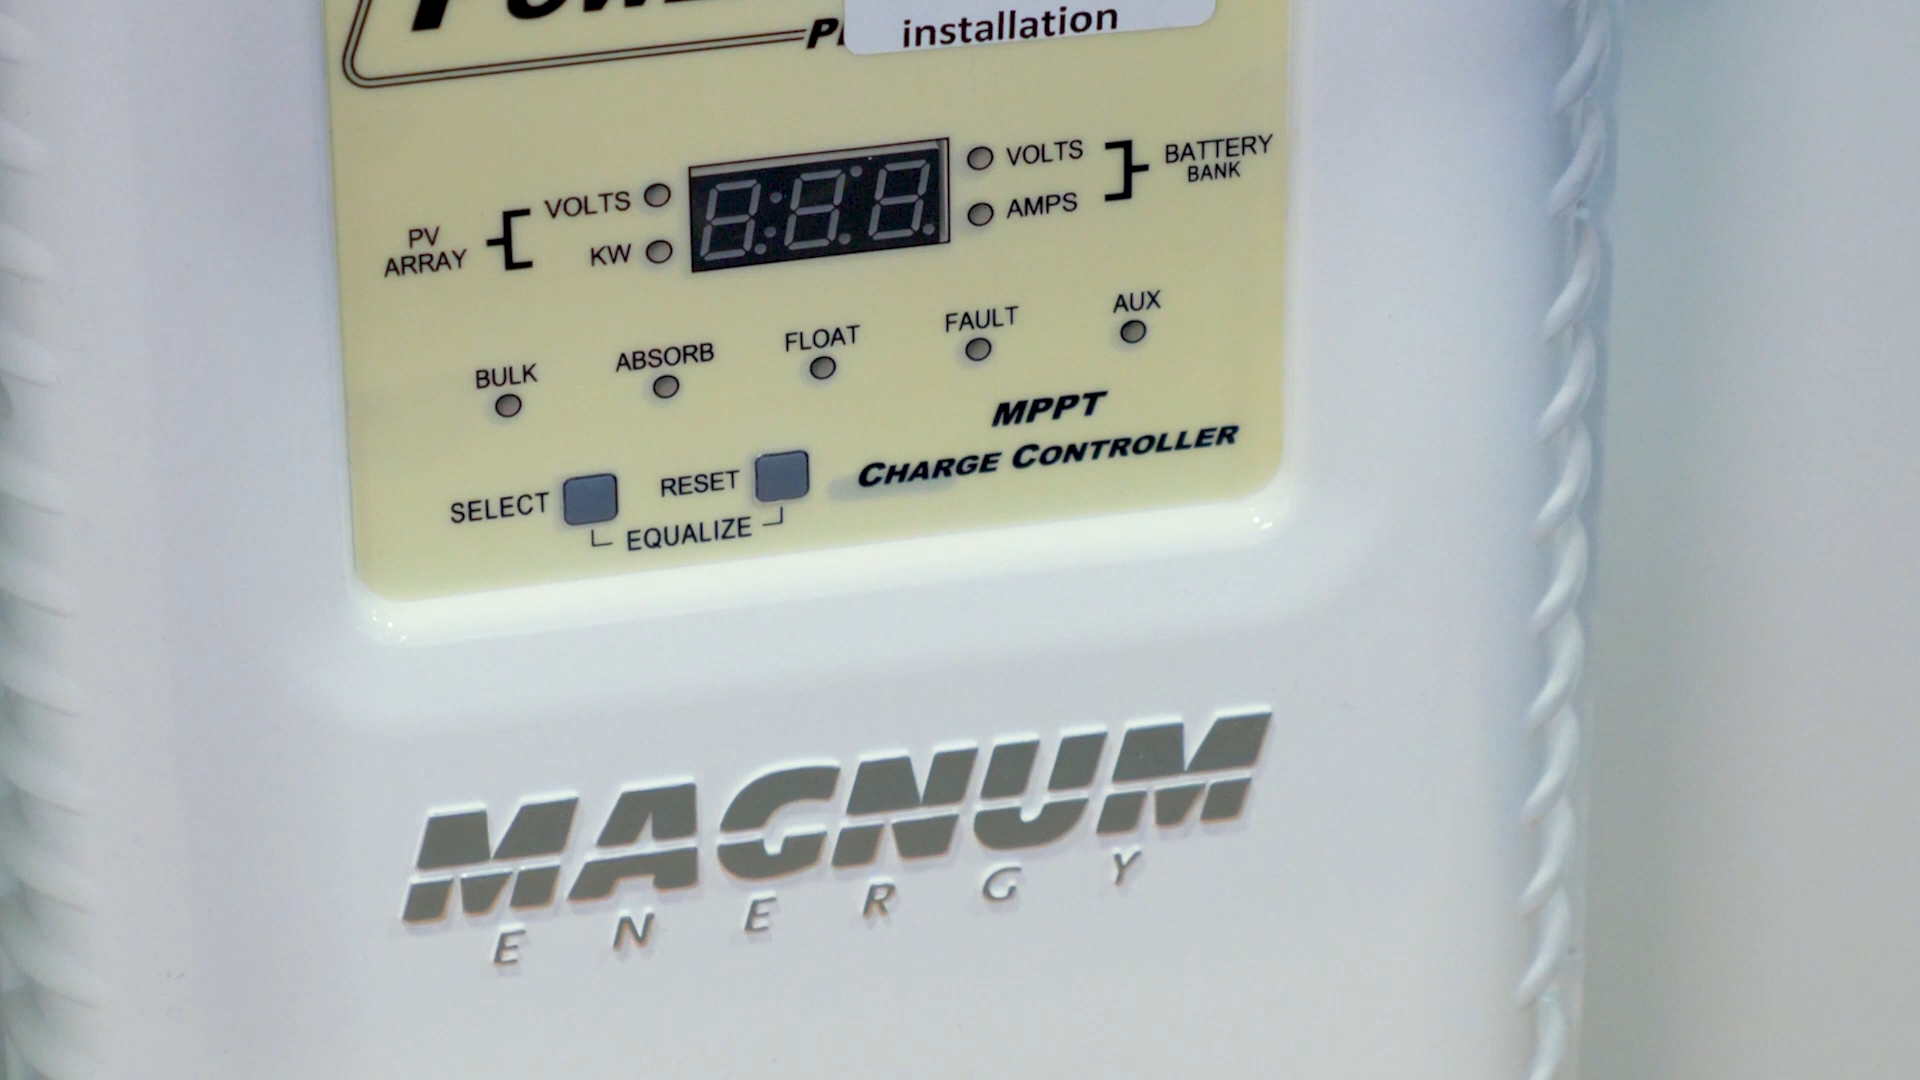 installation
VOLTS
BATTERY
BANK
VOLTS
AMPS
PV
ARRAY
KW
BULK
ABSORB
FLOAT
FAULT
AUX
MPPT
CHARGE CONTROLLER
SELECT
RESET
EQUALIZE
MAGNUM
ENERGY